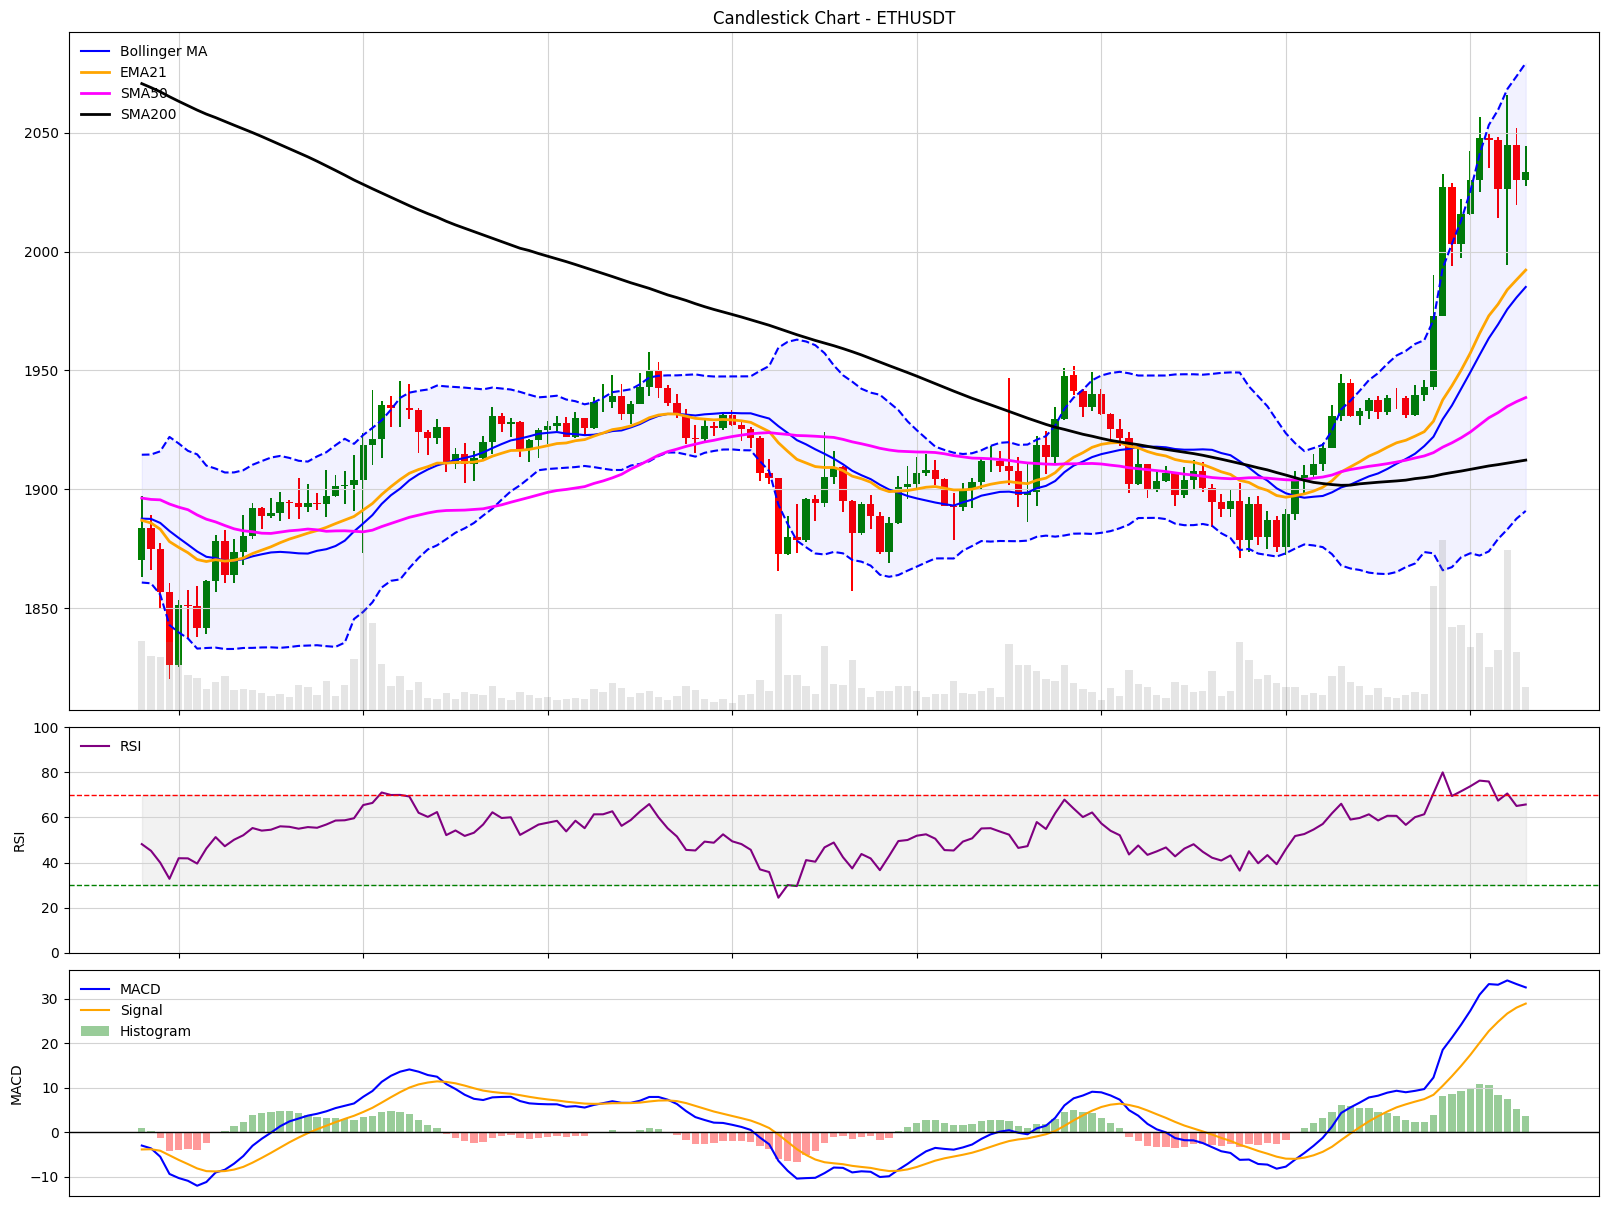 Candlestick Chart - ETHUSDT
Bollinger MA
EMA21
SMA50
SMA200
2050
2000
1950
1900
1850
100
80
60
40
20
0
RSI
RSI
30
20
10
0
−10
MACD
MACD
Signal
Histogram